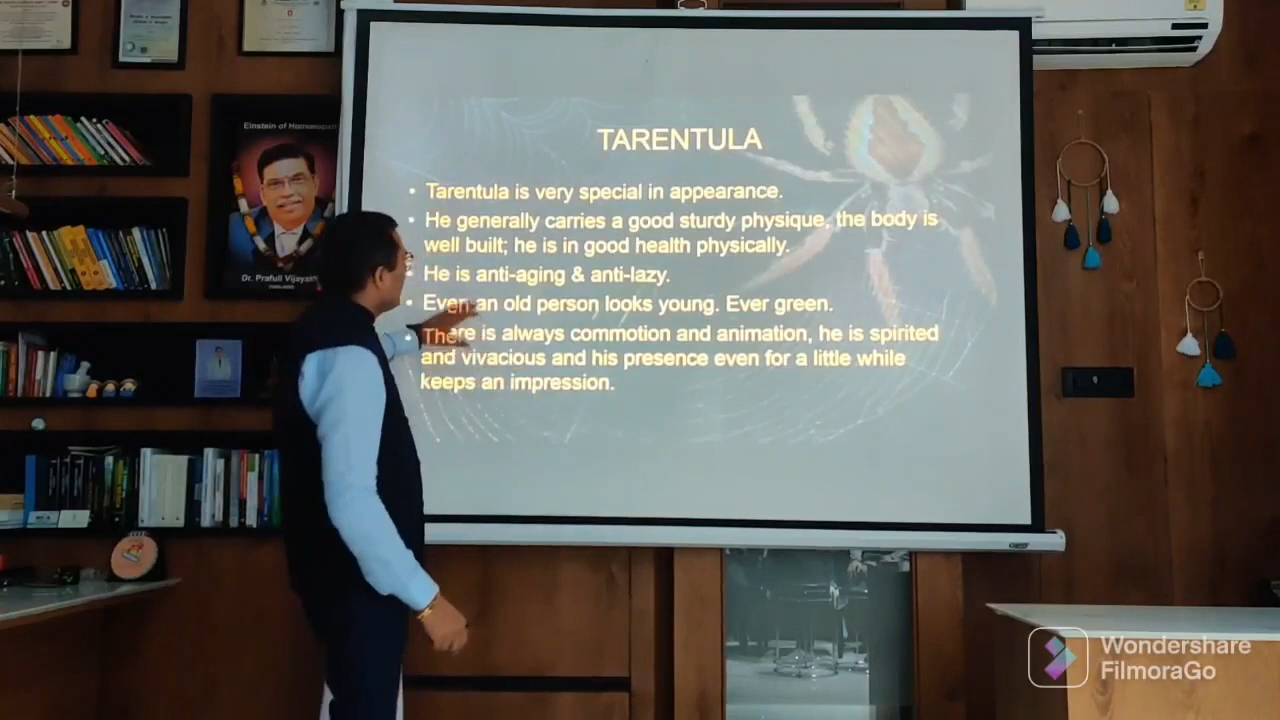 Einstein of Homoeopath
Dr. Prafull Vijayak
TARENTULA
• Tarentula is very special in appearance.
• He generally carries a good sturdy physique, the body is
well built; he is in good health physically.
• He is anti-aging & anti-lazy.
• Even an old person looks young. Ever green.
• There is always commotion and animation, he is spirited
and vivacious and his presence even for a little while
keeps an impression.
Wondershare
FilmoraGo